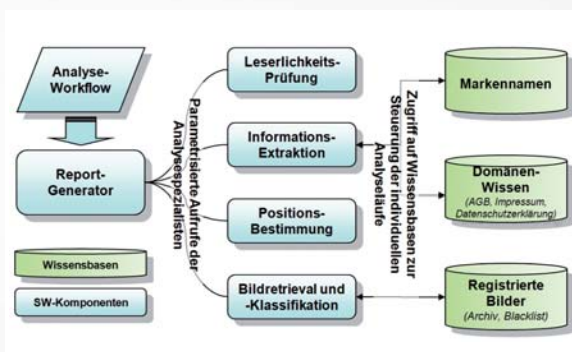 Analyse-
Workflow
Report-
Generator
Wissensbasen
SW-Komponenten
Parametrisierte Aufrufe der
Analysespezialisten
Leserlichkeits-
Prüfung
Informations-
Extraktion
Positions-
Bestimmung
Bildretrieval und
-Klassifikation
Zugriff auf Wissensbasen zur
Steuerung der individuellen
Analyseläufe
Markennamen
Domänen-
Wissen
(AGB, Impressum,
Datenschutzerklärung)
Registrierte
Bilder
(Archiv, Blacklist)